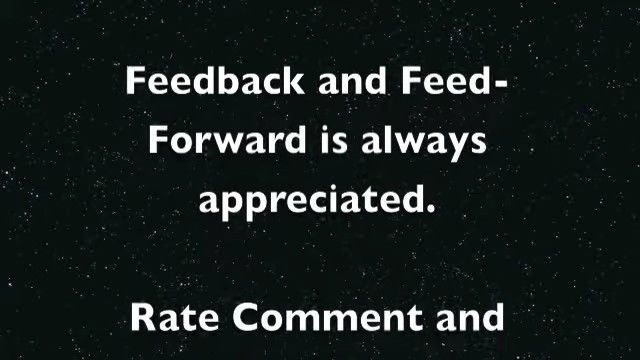 Feedback and Feed-
Forward is always
appreciated.
Rate Comment and